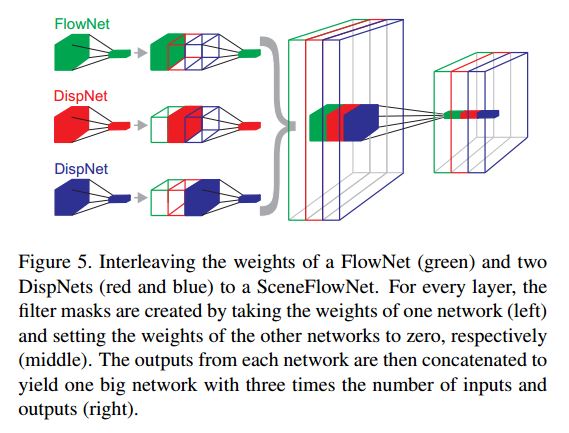 FlowNet
DispNet
DispNet
Figure 5. Interleaving the weights of a FlowNet (green) and two
DispNets (red and blue) to a SceneFlowNet. For every layer, the
filter masks are created by taking the weights of one network (left)
and setting the weights of the other networks to zero, respectively
(middle). The outputs from each network are then concatenated to
yield one big network with three times the number of inputs and
outputs (right).